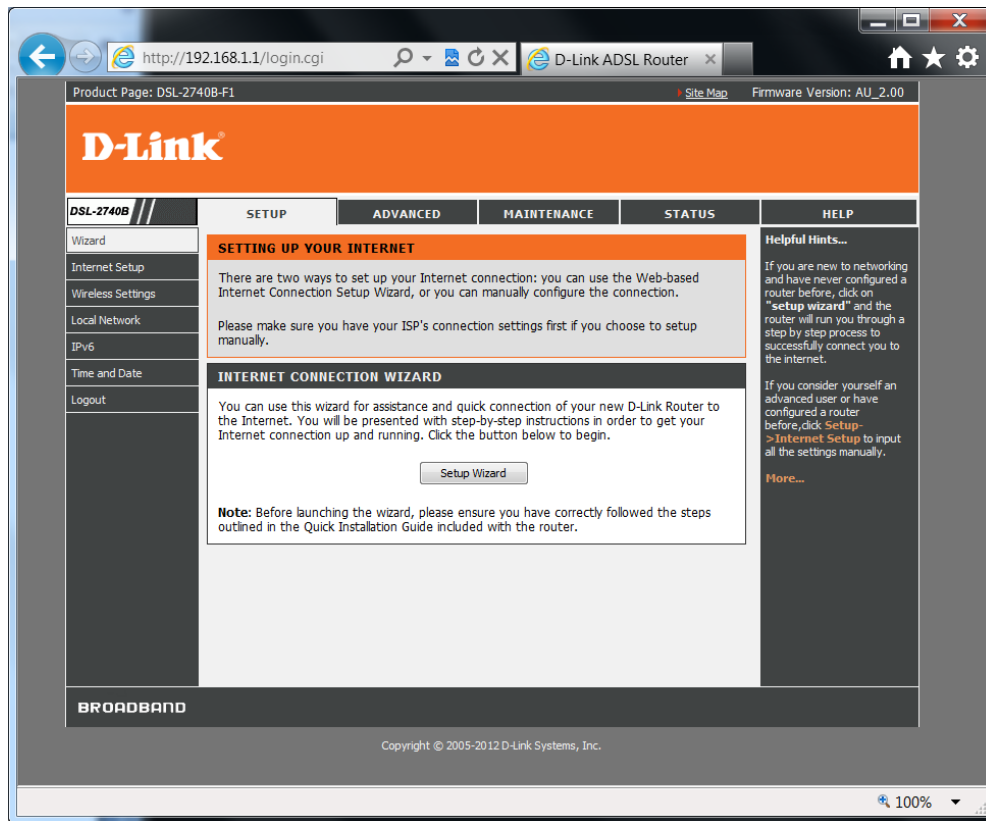 http://192.168.1.1/login.cgi
D-Link ADSL Router
Product Page: DSL-2740B-F1
Site Map
Firmware Version: AU_2.00
D-Link®
DSL-2740B
SETUP
ADVANCED
MAINTENANCE
STATUS
HELP
Wizard
Internet Setup
Wireless Settings
Local Network
IPv6
Time and Date
Logout
SETTING UP YOUR INTERNET
There are two ways to set up your Internet connection: you can use the Web-based
Internet Connection Setup Wizard, or you can manually configure the connection.
Please make sure you have your ISP's connection settings first if you choose to setup
manually.
INTERNET CONNECTION WIZARD
You can use this wizard for assistance and quick connection of your new D-Link Router to
the Internet. You will be presented with step-by-step instructions in order to get your
Internet connection up and running. Click the button below to begin.
Setup Wizard
Note: Before launching the wizard, please ensure you have correctly followed the steps
outlined in the Quick Installation Guide included with the router.
Helpful Hints...
If you are new to networking
and have never configured a
router before, click on
"setup wizard" and the
router will run you through a
step by step process to
successfully connect you to
the internet.
If you consider yourself an
advanced user or have
configured a router
before,click Setup-
>Internet Setup to input
all the settings manually.
More...
BROADBAND
Copyright © 2005-2012 D-Link Systems, Inc.
100%